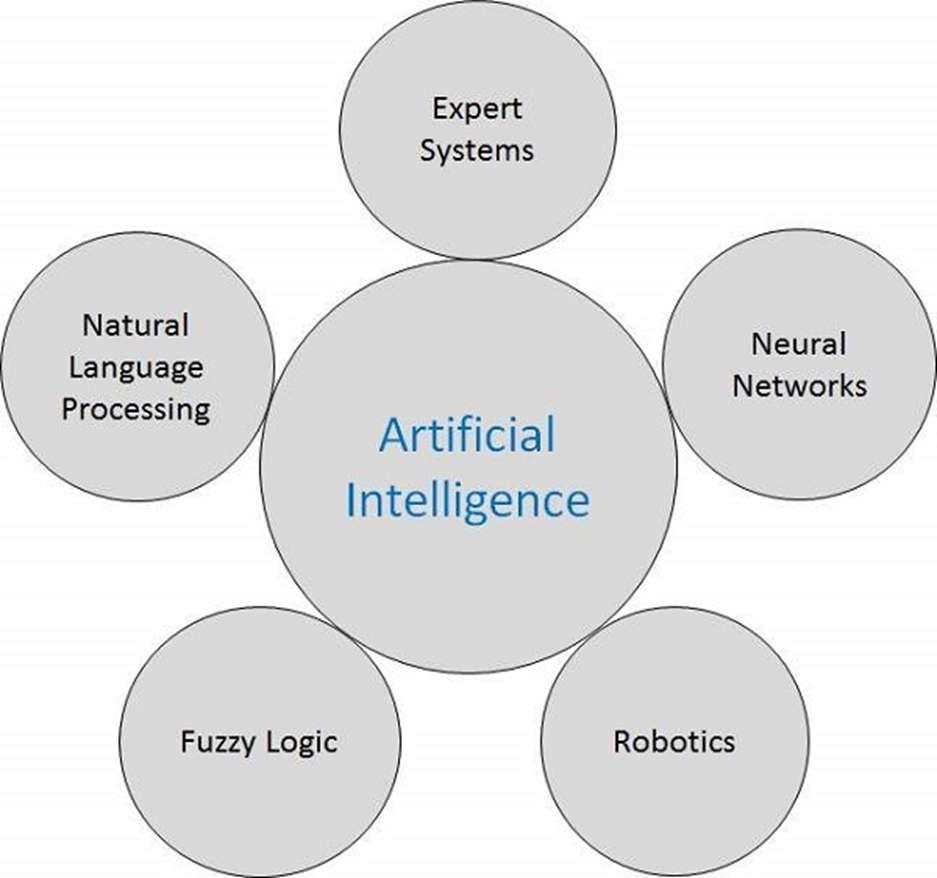 Expert
Systems
Natural
Language
Processing
Neural
Networks
Artificial
Intelligence
Fuzzy Logic
Robotics